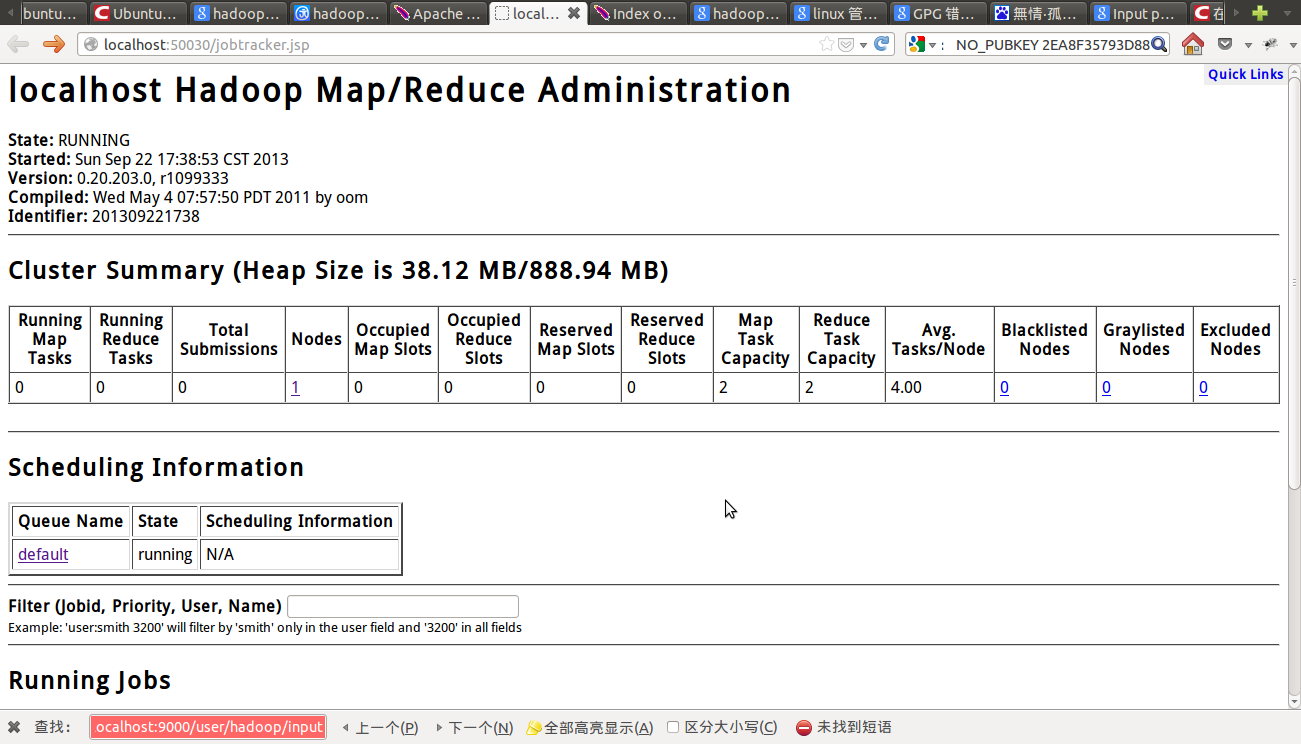 buntu…
Ubuntu…
hadoop…
hadoop…
Apache …
local…
Index o…
hadoop…
linux 管…
GPG 错…
無情·孤…
Input p…
在
localhost:50030/jobtracker.jsp
: NO_PUBKEY 2EA8F35793D88
Quick Links
localhost Hadoop Map/Reduce Administration
State: RUNNING
Started: Sun Sep 22 17:38:53 CST 2013
Version: 0.20.203.0, r1099333
Compiled: Wed May 4 07:57:50 PDT 2011 by oom
Identifier: 201309221738
Cluster Summary (Heap Size is 38.12 MB/888.94 MB)
Running Map Tasks
Running Reduce Tasks
Total Submissions
Nodes
Occupied Map Slots
Occupied Reduce Slots
Reserved Map Slots
Reserved Reduce Slots
Map Task Capacity
Reduce Task Capacity
Avg. Tasks/Node
Blacklisted Nodes
Graylisted Nodes
Excluded Nodes
0 0 0 1 0 0 0 0 2 2 4.00 0 0 0
Scheduling Information
Queue Name State Scheduling Information
default running N/A
Filter (Jobid, Priority, User, Name)
Example: 'user:smith 3200' will filter by 'smith' only in the user field and '3200' in all fields
Running Jobs
查找: ocalhost:9000/user/hadoop/input 上一个(P) 下一个(N) 全部高亮显示(A) 区分大小写(C) 未找到短语